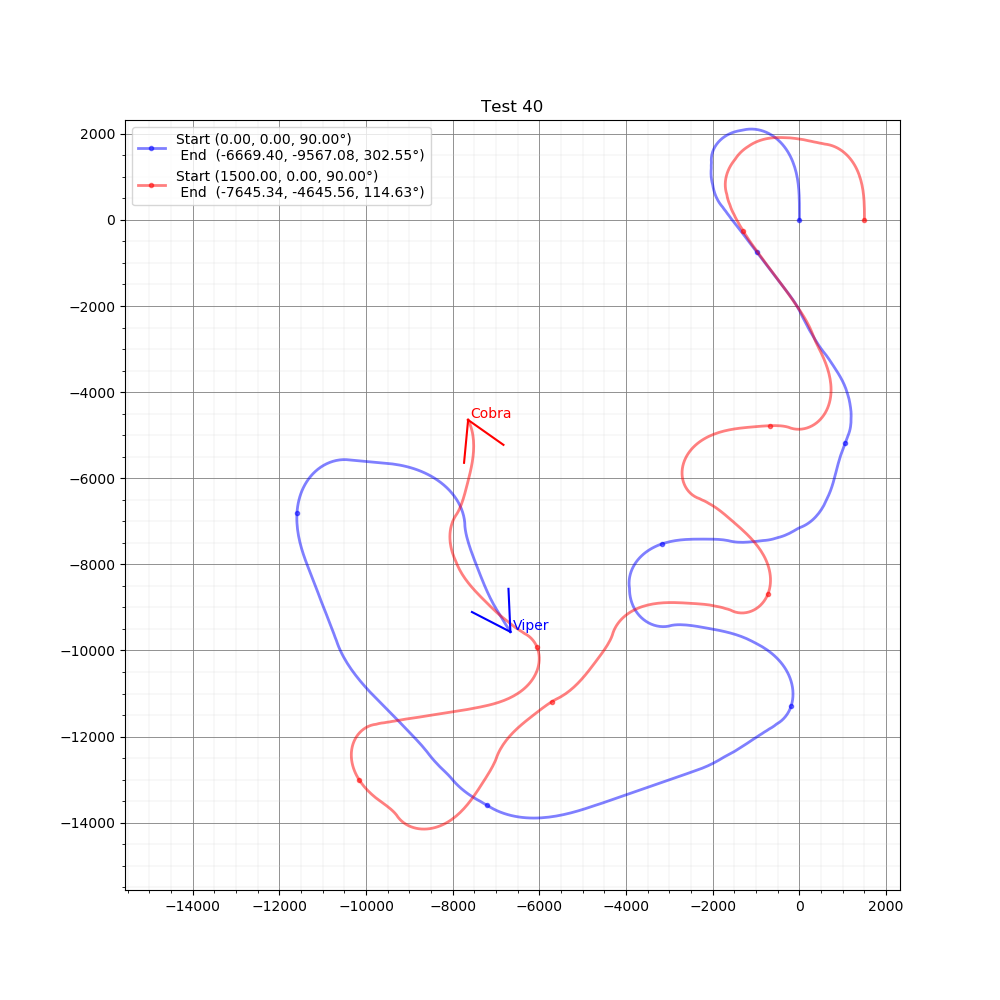 Test 40
Start (0.00, 0.00, 90.00°)
End  (-6669.40, -9567.08, 302.55°)
Start (1500.00, 0.00, 90.00°)
End  (-7645.34, -4645.56, 114.63°)
2000
0
−2000
−4000
−6000
−8000
−10000
−12000
−14000
Cobra
Viper
−14000 −12000 −10000 −8000 −6000 −4000 −2000 0 2000